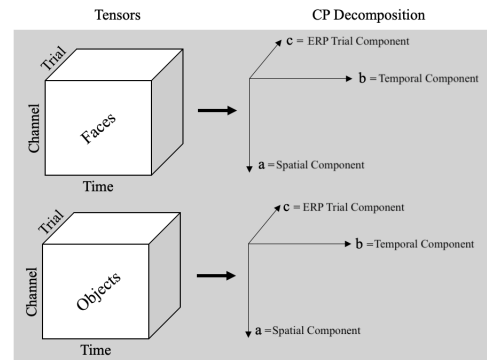 Tensors
CP Decomposition
Trial
Channel
Faces
Time
c = ERP Trial Component
b = Temporal Component
a = Spatial Component
Trial
Channel
Objects
Time
c = ERP Trial Component
b =Temporal Component
a =Spatial Component